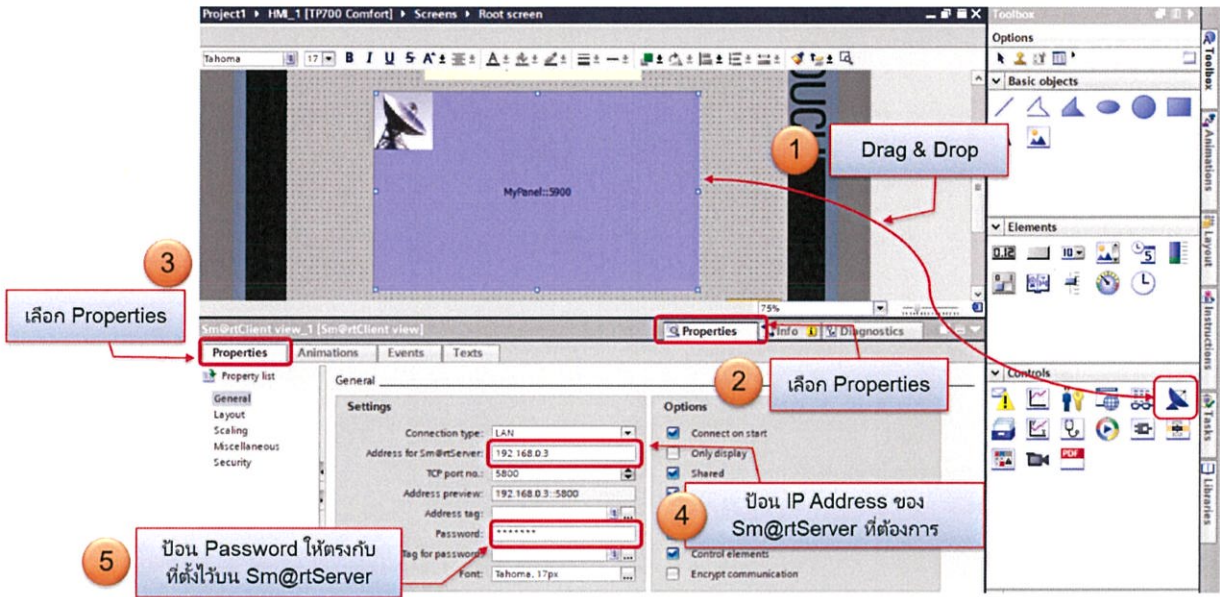 Project1 ▸ HMI_1 [TP700 Comfort] ▸ Screens ▸ Root screen
Toolbox
Options
Tahoma 17 B I U S A
Basic objects
MyPanel::5900
1
Drag & Drop
Elements
3
เลือก Properties
75%
Sm@rtClient view_1 [Sm@rtClient view]
Properties Info Diagnostics
Properties Animations Events Texts
2
เลือก Properties
Controls
Property list
General
Layout
Scaling
Miscellaneous
Security
General
Settings
Connection type: LAN
Address for Sm@rtServer: 192.168.0.3
TCP port no.: 5800
Address preview: 192.168.0.3::5800
Address tag:
Password: *******
Tag for password:
Font: Tahoma, 17px
Options
Connect on start
Only display
Shared
Control elements
Encrypt communication
4
ป้อน IP Address ของ
Sm@rtServer ที่ต้องการ
5
ป้อน Password ให้ตรงกับ
ที่ตั้งไว้บน Sm@rtServer
Toolbox
Animations
Layout
Instructions
Tasks
Libraries